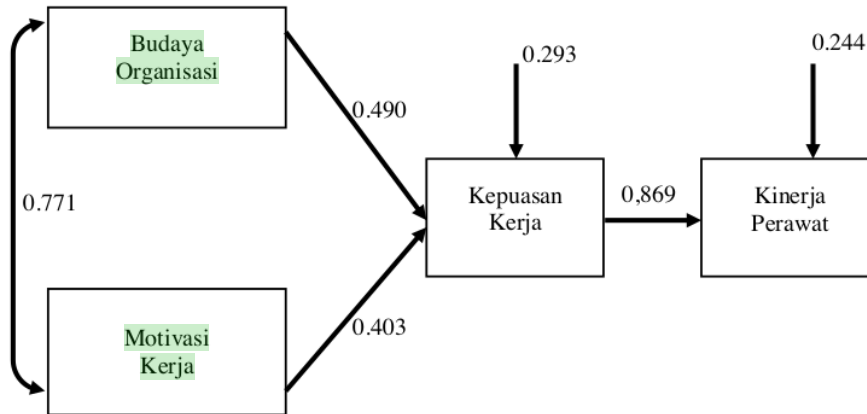 Budaya
Organisasi
0.293
0.244
0.490
0.771
Kepuasan
Kerja
0,869
Kinerja
Perawat
0.403
Motivasi
Kerja